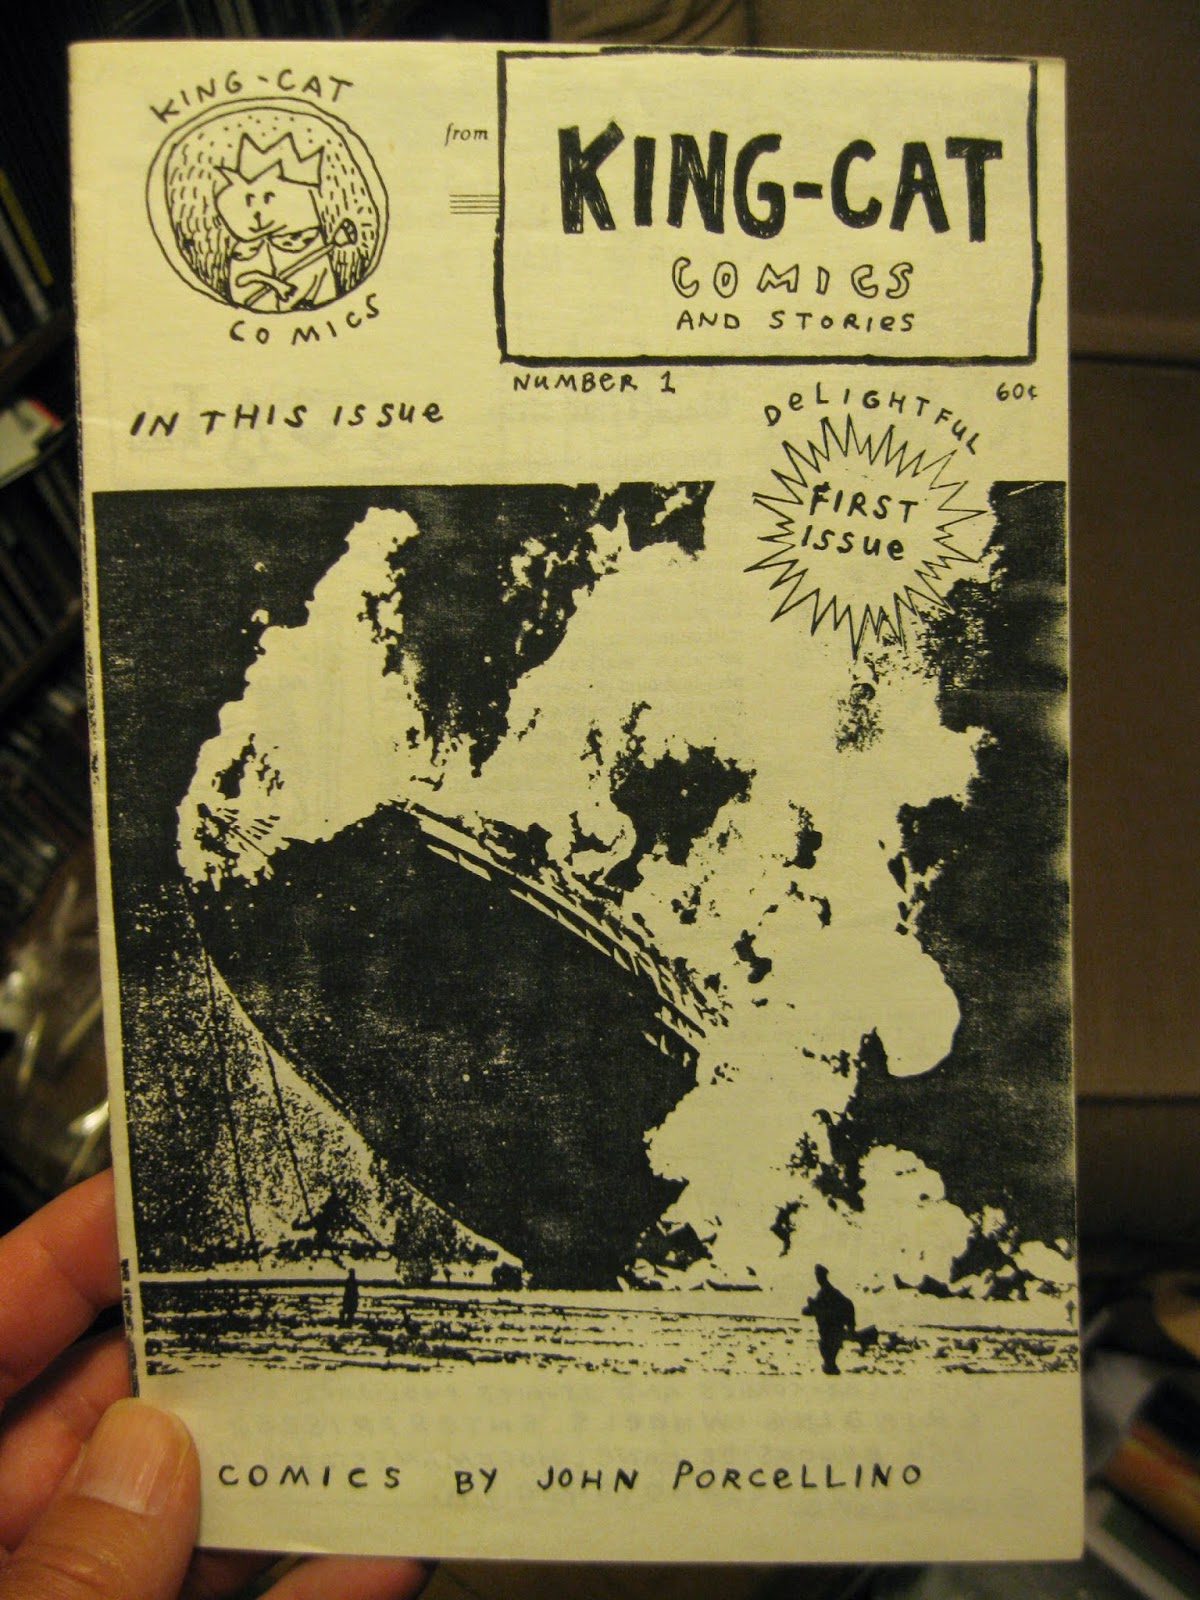 KING-CAT
COMICS
from
KING-CAT
COMICS
AND STORIES
NUMBER 1
60¢
IN THIS ISSUE
DELIGHTFUL
FIRST
ISSUE
COMICS BY JOHN PORCELLINO